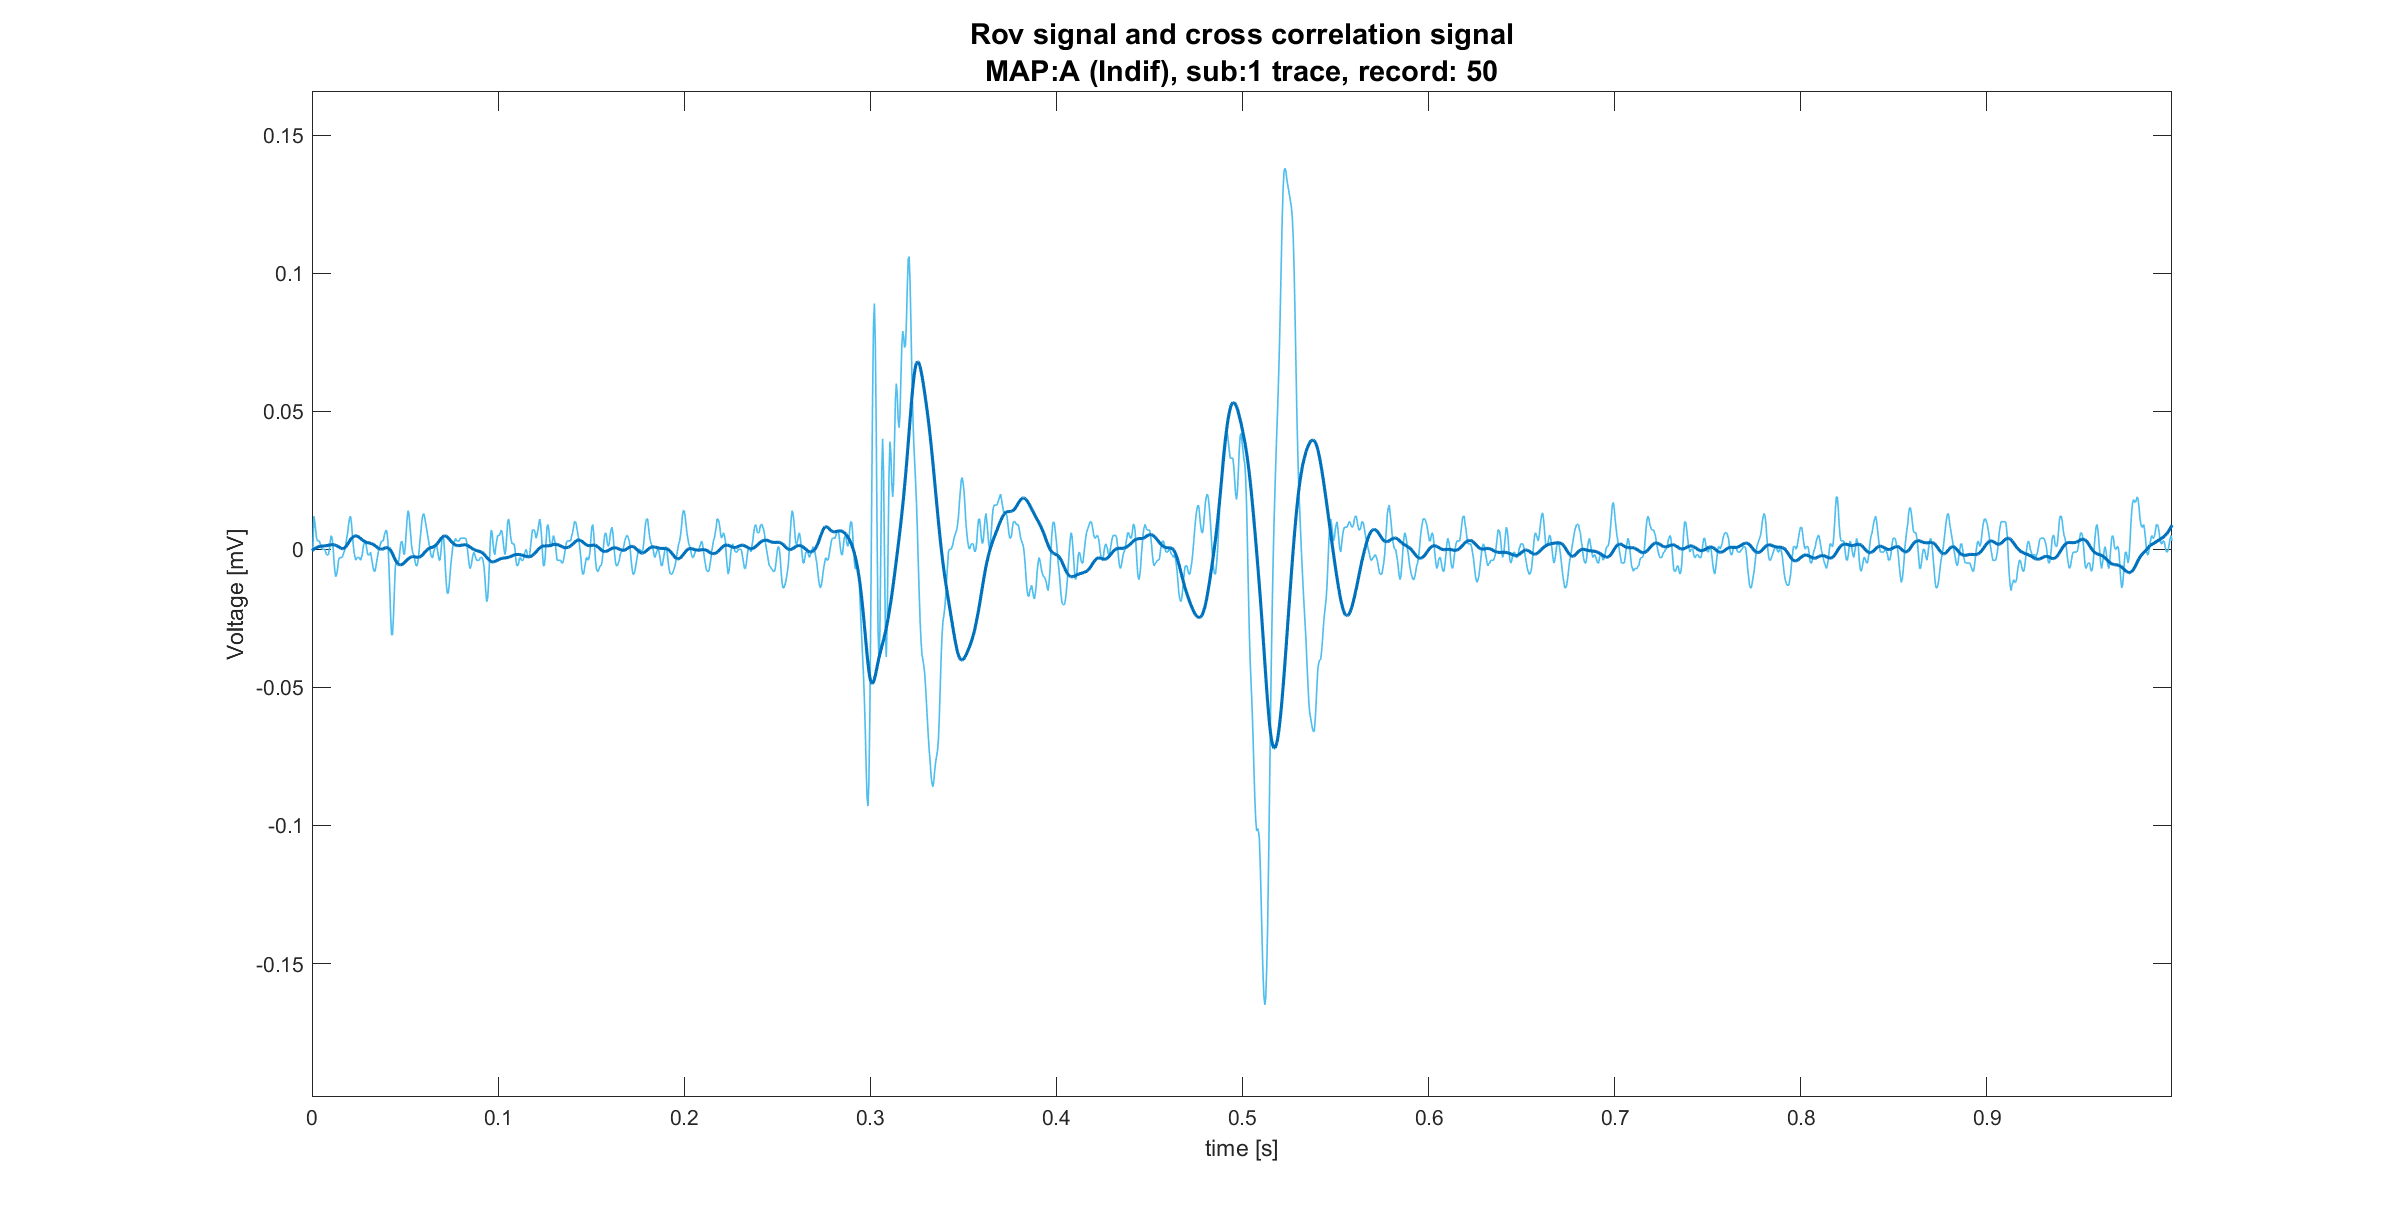 Rov signal and cross correlation signal
MAP:A (Indif), sub:1 trace, record: 50
0.15
0.1
0.05
0
-0.05
-0.1
-0.15
Voltage [mV]
0 0.1 0.2 0.3 0.4 0.5 0.6 0.7 0.8 0.9
time [s]